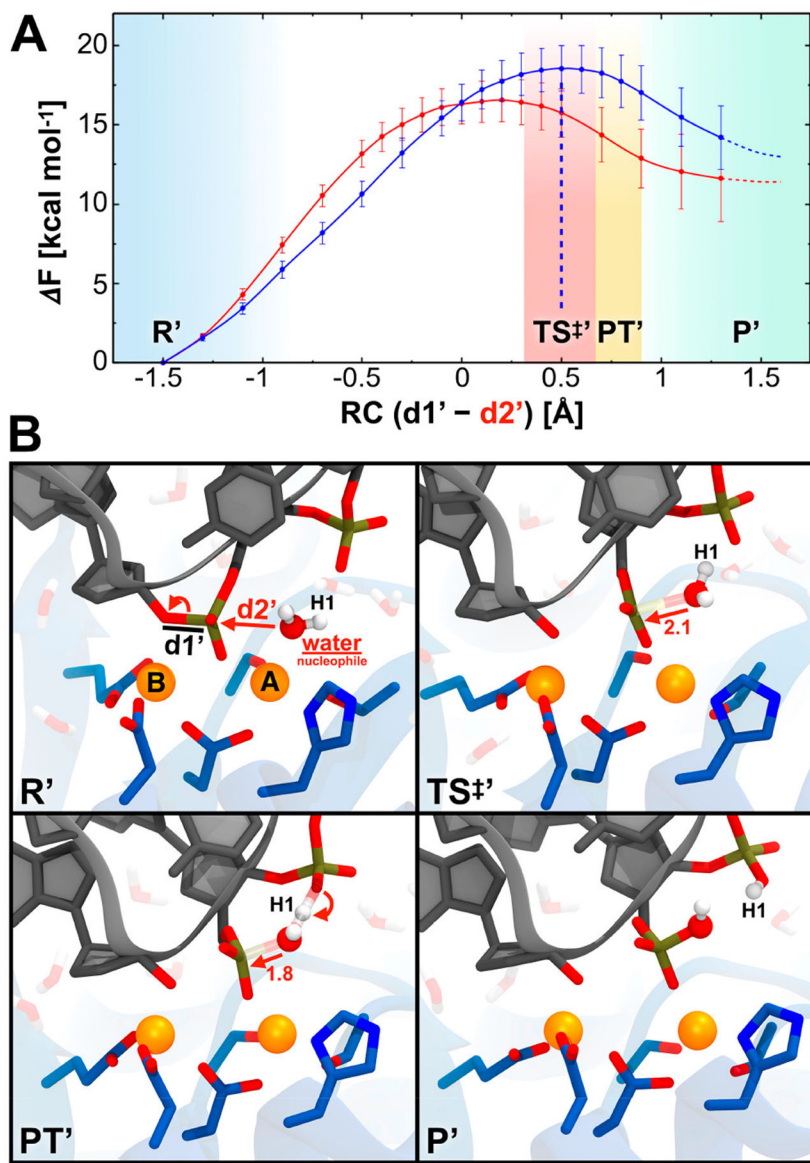 A
20
15
10
5
0
ΔF [kcal mol⁻¹]
R’
TS‡’
PT’
P’
-1.5
-1
-0.5
0
0.5
1
1.5
RC (d1’ − d2’) [Å]
B
d1’
d2’
H1
water
nucleophile
B
A
R’
H1
2.1
TS‡’
H1
1.8
PT’
H1
P’